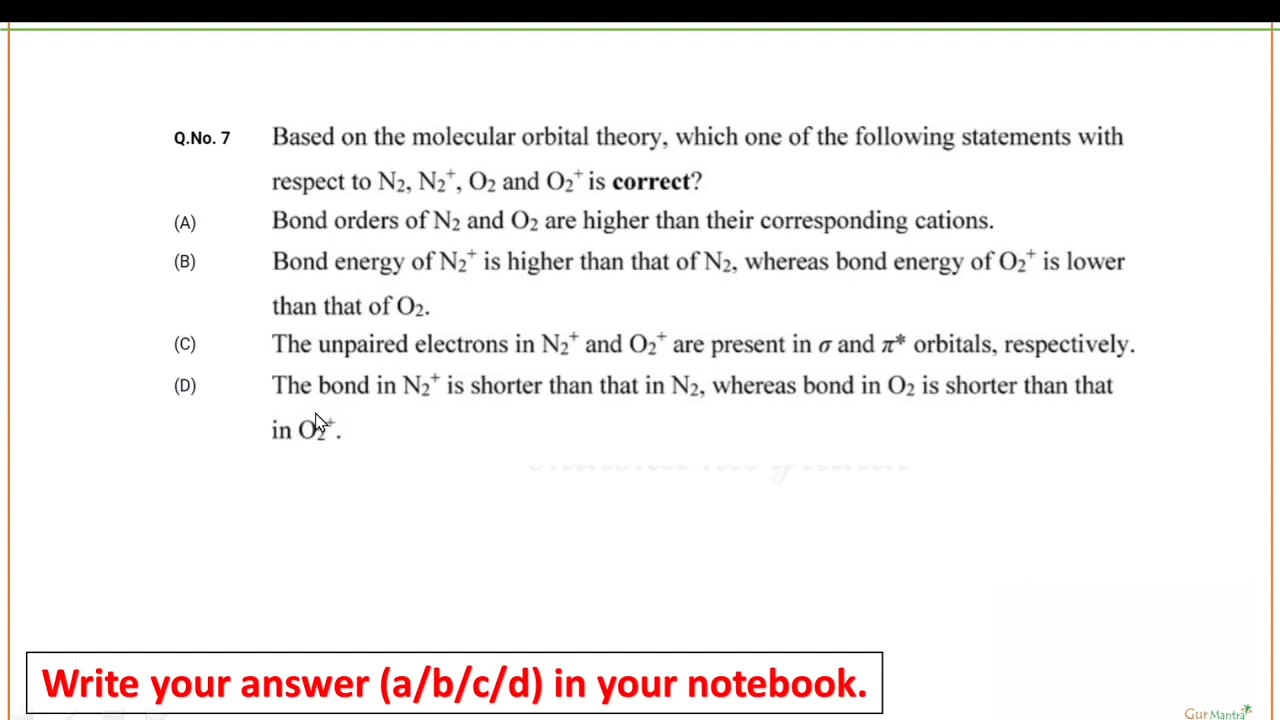 Q.No. 7 Based on the molecular orbital theory, which one of the following statements with
respect to N₂, N₂⁺, O₂ and O₂⁺ is correct?
(A) Bond orders of N₂ and O₂ are higher than their corresponding cations.
(B) Bond energy of N₂⁺ is higher than that of N₂, whereas bond energy of O₂⁺ is lower
than that of O₂.
(C) The unpaired electrons in N₂⁺ and O₂⁺ are present in σ and π* orbitals, respectively.
(D) The bond in N₂⁺ is shorter than that in N₂, whereas bond in O₂ is shorter than that
in O₂⁺.
Write your answer (a/b/c/d) in your notebook.
Gur Mantra